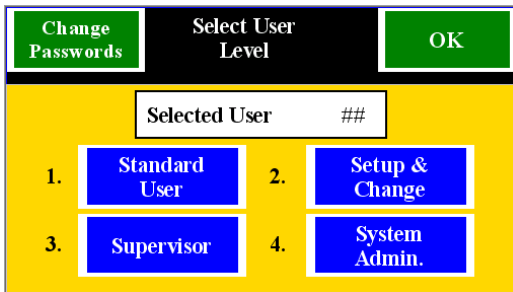 Change
Passwords
Select User
Level
OK
Selected User ##
1. Standard
User
2. Setup &
Change
3. Supervisor
4. System
Admin.